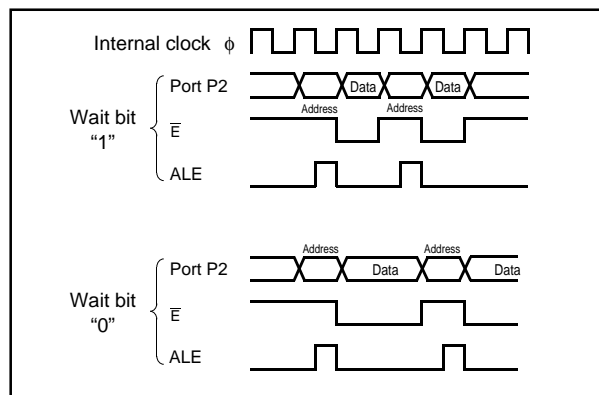 Internal clock ϕ
Port P2
Data
Data
Address
Address
Wait bit
“1”
E̅
ALE
Address
Address
Port P2
Data
Data
Wait bit
“0”
E̅
ALE